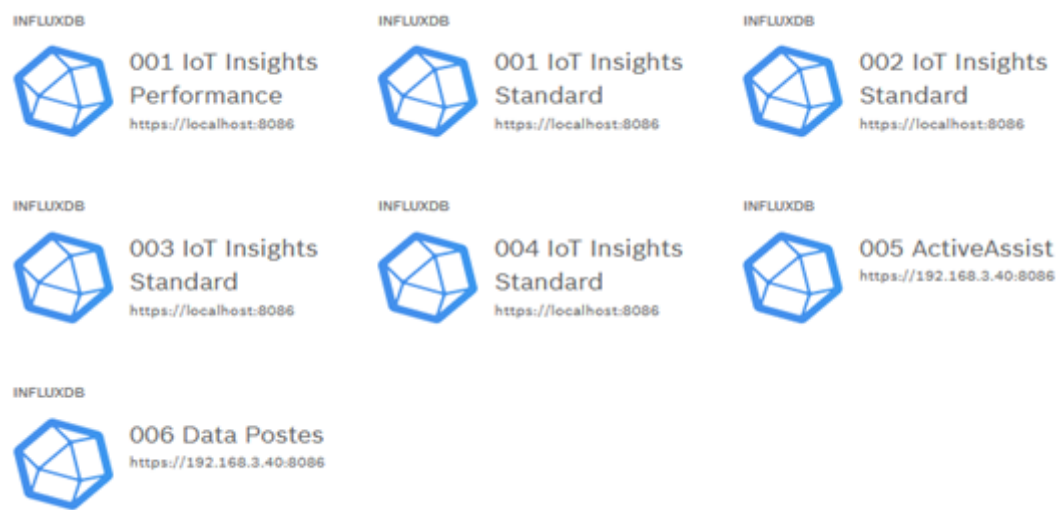 INFLUXDB
001 IoT Insights
Performance
https://localhost:8086
INFLUXDB
001 IoT Insights
Standard
https://localhost:8086
INFLUXDB
002 IoT Insights
Standard
https://localhost:8086
INFLUXDB
003 IoT Insights
Standard
https://localhost:8086
INFLUXDB
004 IoT Insights
Standard
https://localhost:8086
INFLUXDB
005 ActiveAssist
https://192.168.3.40:8086
INFLUXDB
006 Data Postes
https://192.168.3.40:8086